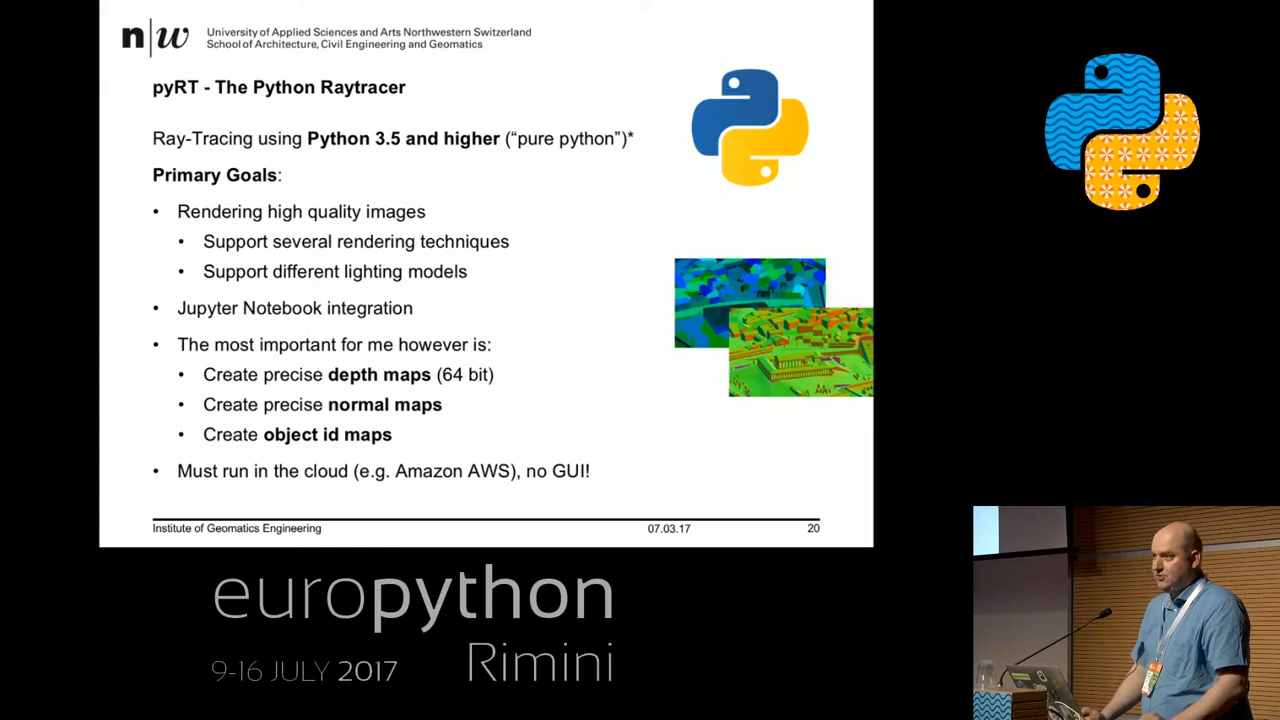 n|w
University of Applied Sciences and Arts Northwestern Switzerland
School of Architecture, Civil Engineering and Geomatics
pyRT - The Python Raytracer
Ray-Tracing using Python 3.5 and higher (“pure python”)*
Primary Goals:
• Rendering high quality images
• Support several rendering techniques
• Support different lighting models
• Jupyter Notebook integration
• The most important for me however is:
• Create precise depth maps (64 bit)
• Create precise normal maps
• Create object id maps
• Must run in the cloud (e.g. Amazon AWS), no GUI!
Institute of Geomatics Engineering
07.03.17
20
europython
9-16 JULY 2017
Rimini